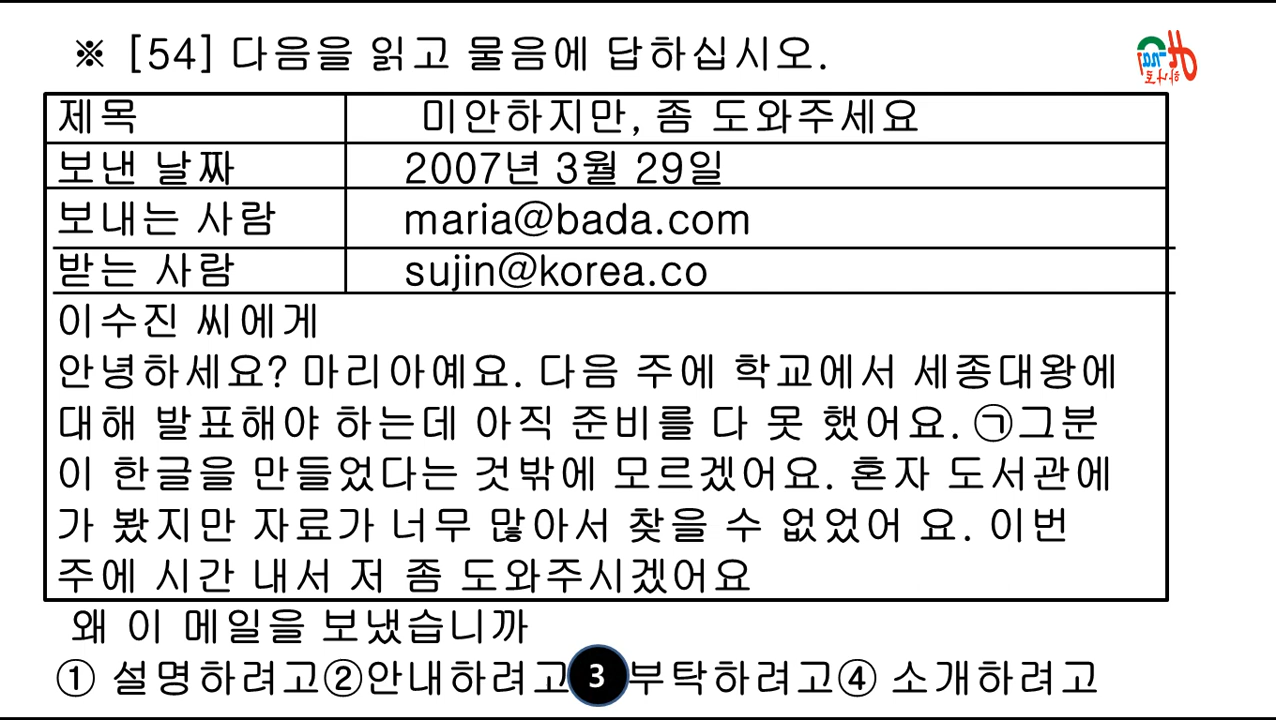 ※ [54] 다음을 읽고 물음에 답하십시오.
제목 미안하지만, 좀 도와주세요
보낸 날짜 2007년 3월 29일
보내는 사람 maria@bada.com
받는 사람 sujin@korea.co
이수진 씨에게
안녕하세요? 마리아예요. 다음 주에 학교에서 세종대왕에
대해 발표해야 하는데 아직 준비를 다 못 했어요. ㉠그분
이 한글을 만들었다는 것밖에 모르겠어요. 혼자 도서관에
가 봤지만 자료가 너무 많아서 찾을 수 없었어 요. 이번
주에 시간 내서 저 좀 도와주시겠어요
왜 이 메일을 보냈습니까
① 설명하려고②안내하려고 3 부탁하려고④ 소개하려고